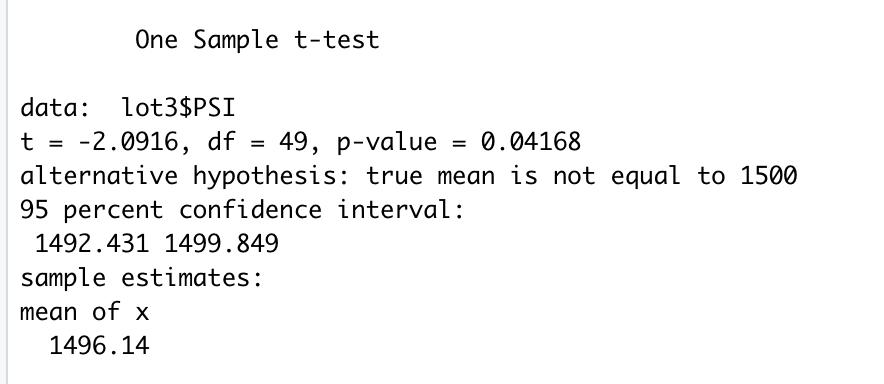 One Sample t-test
data:  lot3$PSI
t = -2.0916, df = 49, p-value = 0.04168
alternative hypothesis: true mean is not equal to 1500
95 percent confidence interval:
1492.431 1499.849
sample estimates:
mean of x
1496.14